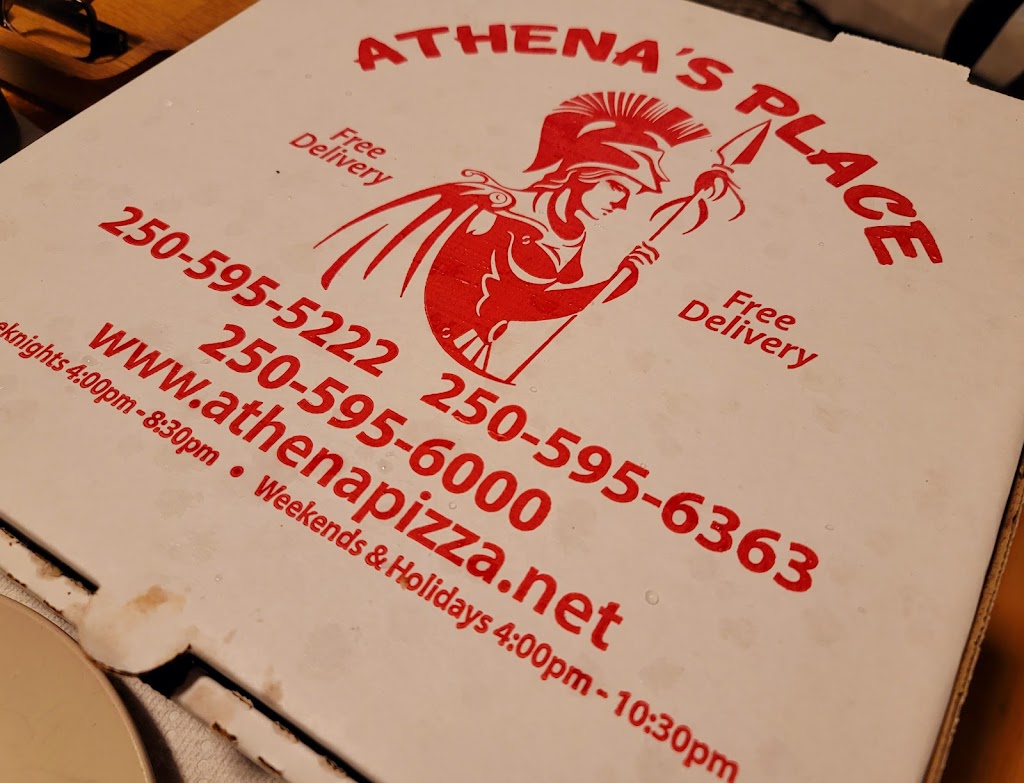 ATHENA'S PLACE
Free
Delivery
Free
Delivery
250-595-5222 250-595-6363
250-595-6000
www.athenapizza.net
4:00pm - 8:30pm • Weekends & Holidays 4:00pm - 10:30pm